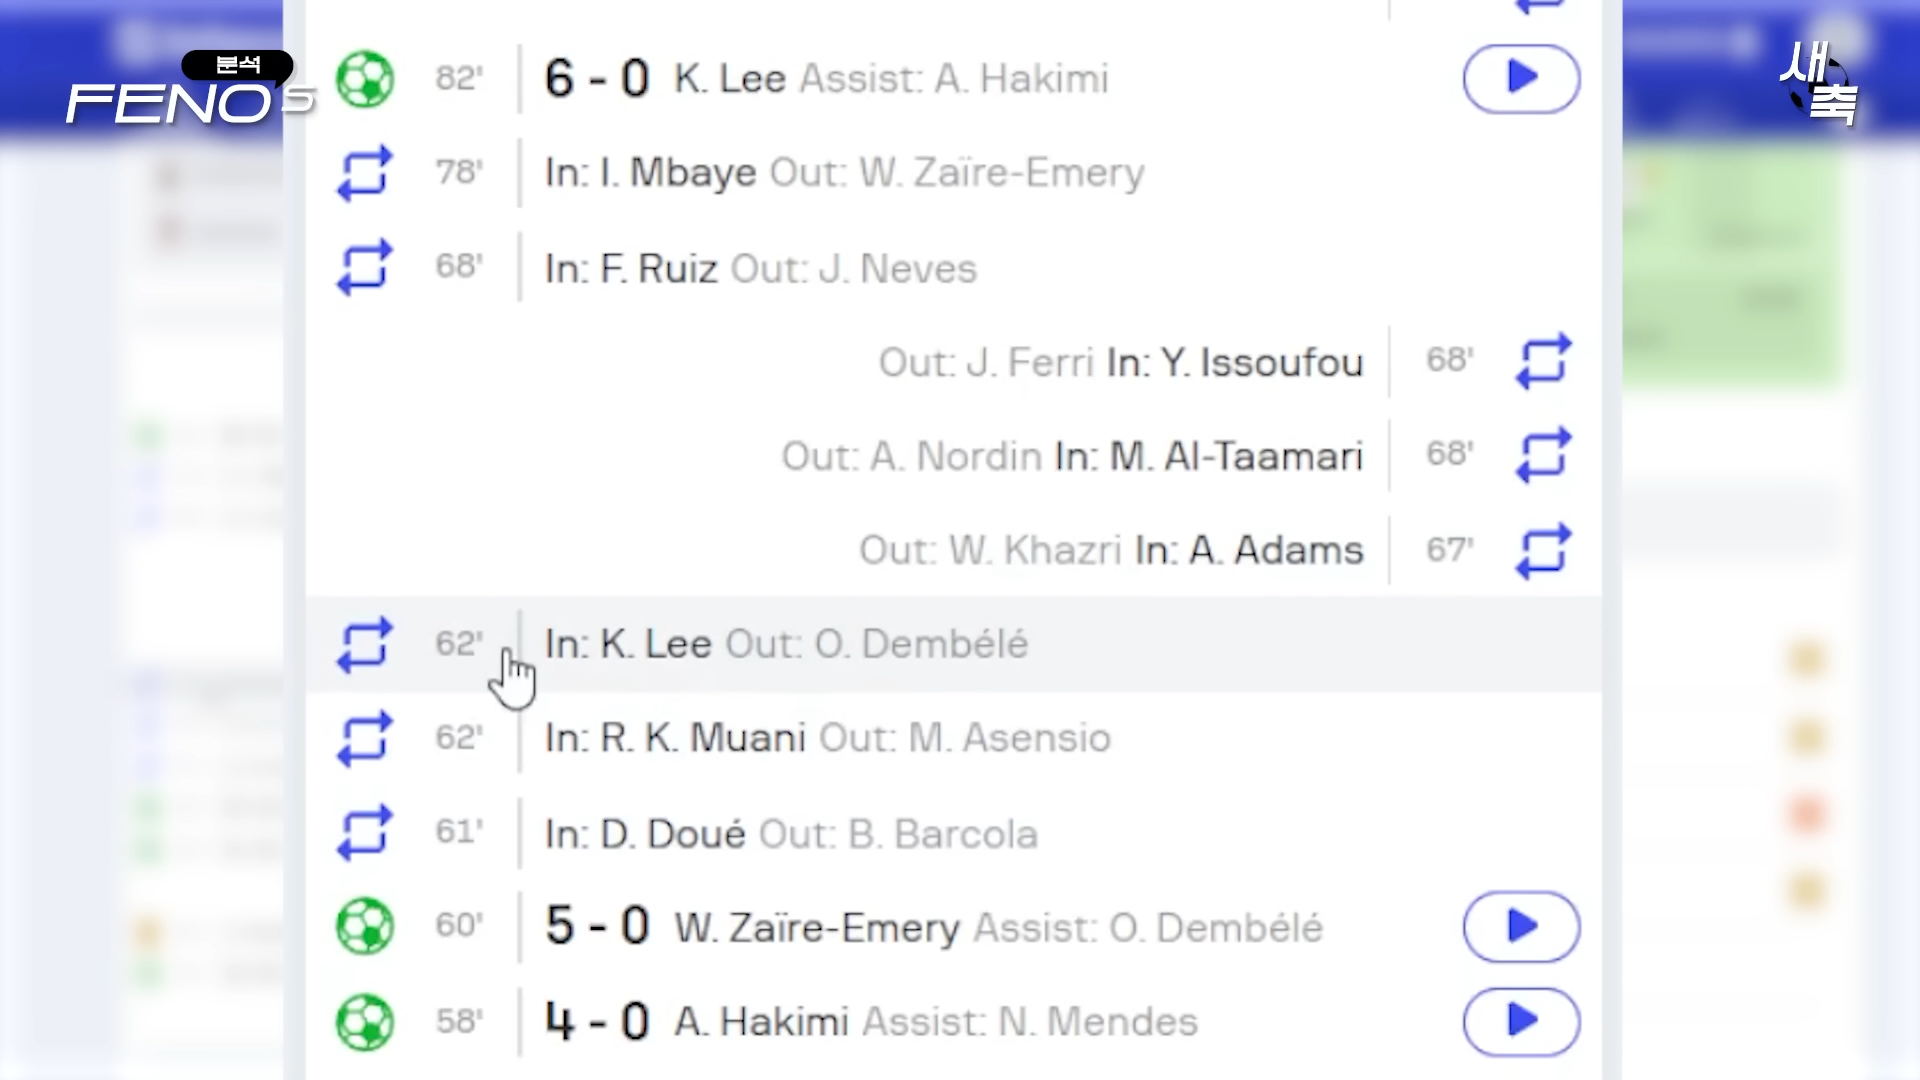 분석
FENO S
새
축
82' 6 - 0 K. Lee Assist: A. Hakimi
78' In: I. Mbaye Out: W. Zaïre-Emery
68' In: F. Ruiz Out: J. Neves
Out: J. Ferri In: Y. Issoufou 68'
Out: A. Nordin In: M. Al-Taamari 68'
Out: W. Khazri In: A. Adams 67'
62' In: K. Lee Out: O. Dembélé
62' In: R. K. Muani Out: M. Asensio
61' In: D. Doué Out: B. Barcola
60' 5 - 0 W. Zaïre-Emery Assist: O. Dembélé
58' 4 - 0 A. Hakimi Assist: N. Mendes